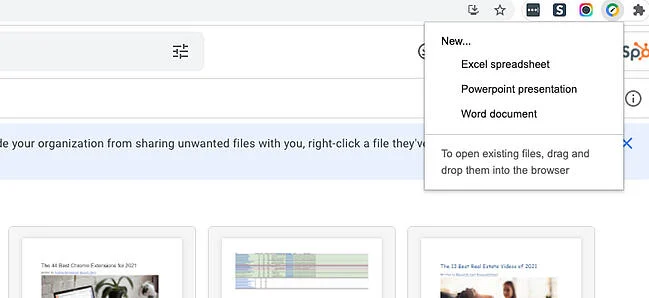 New...
Excel spreadsheet
Powerpoint presentation
Word document
Sp
de your organization from sharing unwanted files with you, right-click a file they've
To open existing files, drag and
drop them into the browser
The 44 Best Chrome Extensions for 2021
The 33 Best Real Estate Videos of 2021